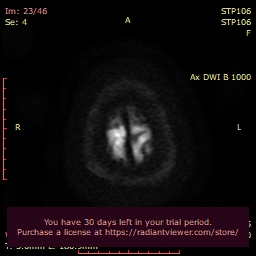 Im: 23/46
Se: 4
A
STP106
STP106
F
Ax DWI B 1000
R
L
You have 30 days left in your trial period.
Purchase a license at https://radiantviewer.com/store/